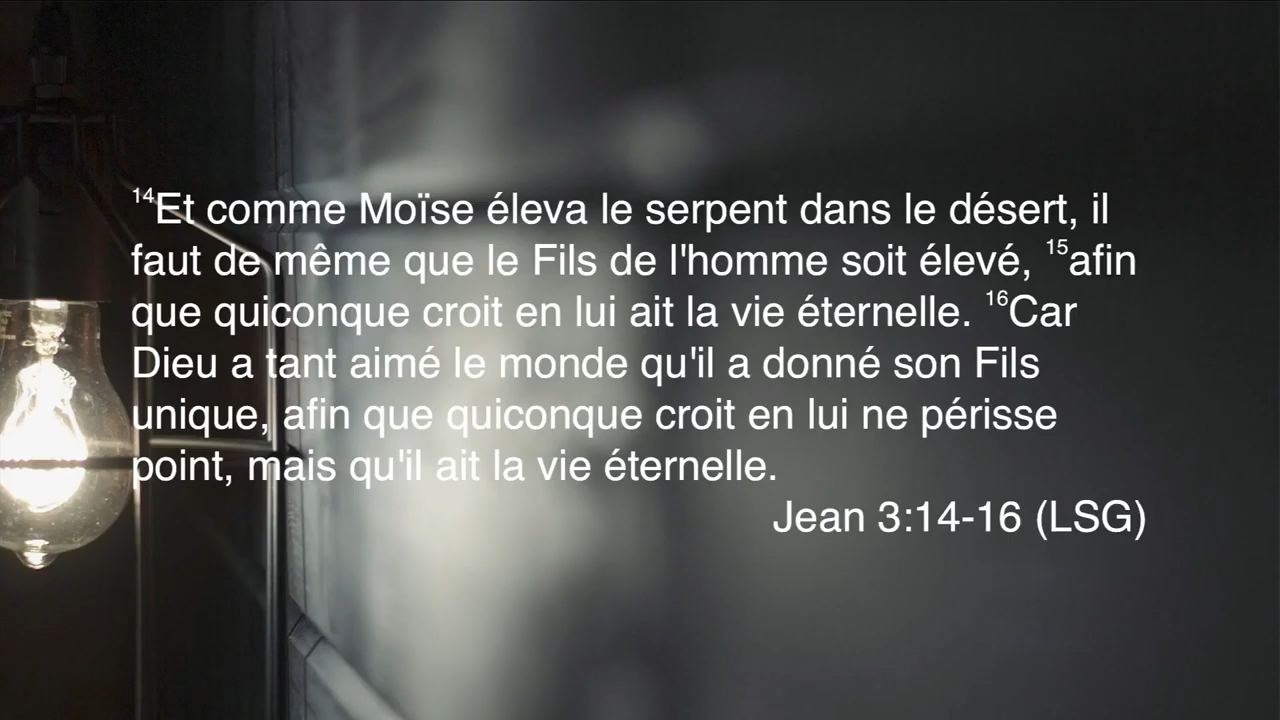 14Et comme Moïse éleva le serpent dans le désert, il
faut de même que le Fils de l'homme soit élevé, 15afin
que quiconque croit en lui ait la vie éternelle. 16Car
Dieu a tant aimé le monde qu'il a donné son Fils
unique, afin que quiconque croit en lui ne périsse
point, mais qu'il ait la vie éternelle.
Jean 3:14-16 (LSG)